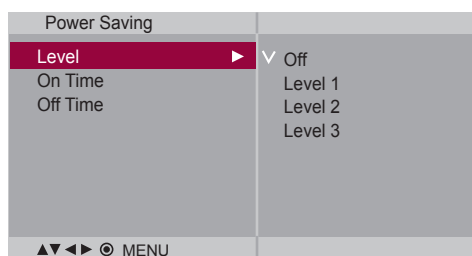 Power Saving
Level
On Time
Off Time
Off
Level 1
Level 2
Level 3
MENU